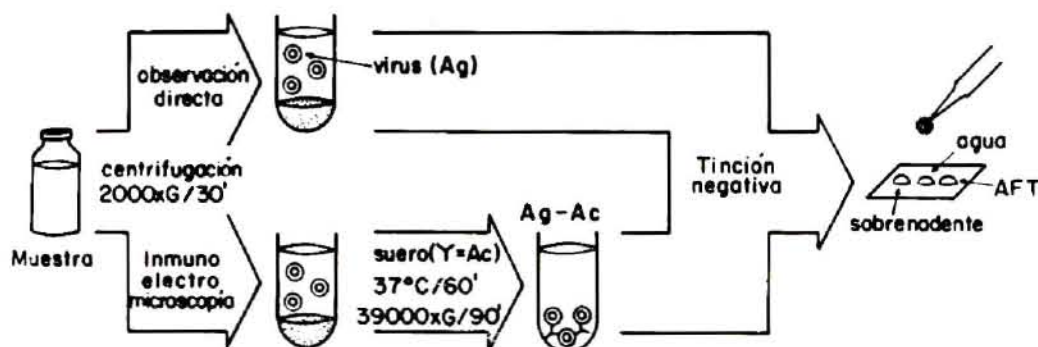 observación
directa
virus (Ag)
Muestra
centrifugación
2000xG/30'
Inmuno
electro
microscopía
suero(Y=Ac)
37°C/60'
39000xG/90'
Ag-Ac
Tinción
negativa
agua
AFT
sobrenodente